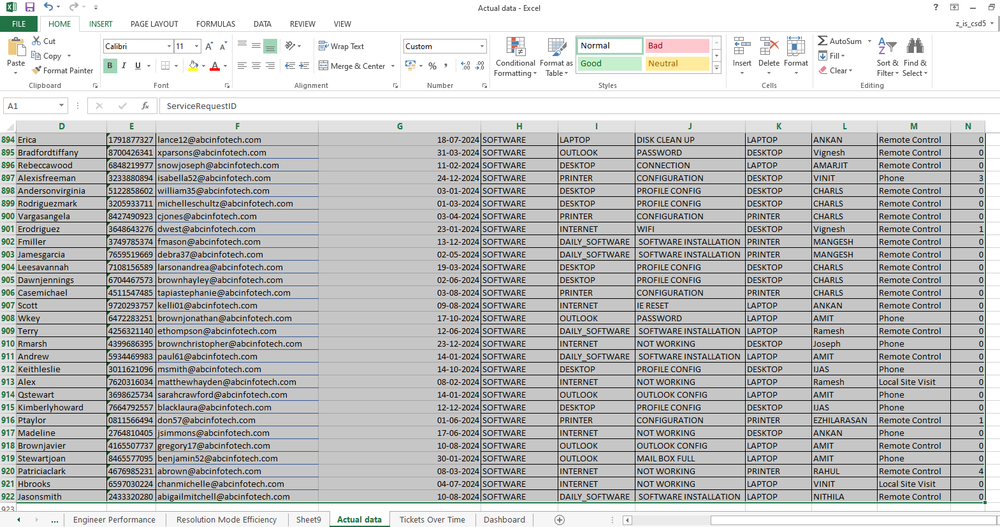 Actual data - Excel
?
FILE HOME INSERT PAGE LAYOUT FORMULAS DATA REVIEW VIEW z_is_csd5
Paste
Cut
Copy
Format Painter
Clipboard
Calibri 11 A A
B I U A
Font
Wrap Text
Merge & Center
Alignment
Custom
% ,
Number
Conditional Formatting
Format as Table
Normal Bad
Good Neutral
Styles
Insert Delete Format
Cells
AutoSum
Fill
Clear
Sort & Filter
Find & Select
Editing
A1 fx ServiceRequestID
D E F G H I J K L M N
894 Erica 1791877327 lance12@abcinfotech.com 18-07-2024 SOFTWARE LAPTOP DISK CLEAN UP LAPTOP ANKAN Remote Control 0
895 Bradfordtiffany 8700426341 xparsons@abcinfotech.com 31-03-2024 SOFTWARE OUTLOOK PASSWORD DESKTOP Vignesh Remote Control 0
896 Rebeccawood 6848219977 snowjoseph@abcinfotech.com 11-02-2024 SOFTWARE DESKTOP CONNECTION LAPTOP AMARJIT Remote Control 0
897 Alexisfreeman 3233880894 isabella52@abcinfotech.com 24-12-2024 SOFTWARE PRINTER CONFIGURATION DESKTOP VINIT Phone 3
898 Andersonvirginia 5122858602 william35@abcinfotech.com 03-01-2024 SOFTWARE DESKTOP PROFILE CONFIG DESKTOP CHARLS Remote Control 0
899 Rodriguezmark 3205933711 michelleschultz@abcinfotech.com 01-03-2024 SOFTWARE DESKTOP PROFILE CONFIG DESKTOP CHARLS Remote Control 0
900 Vargasangela 8427490923 cjones@abcinfotech.com 03-04-2024 SOFTWARE PRINTER CONFIGURATION PRINTER CHARLS Remote Control 0
901 Erodriguez 3648643276 dwest@abcinfotech.com 23-01-2024 SOFTWARE INTERNET WIFI DESKTOP Vignesh Remote Control 1
902 Fmiller 3749785374 fmason@abcinfotech.com 13-12-2024 SOFTWARE DAILY_SOFTWARE SOFTWARE INSTALLATION PRINTER MANGESH Remote Control 0
903 Jamesgarcia 7659519669 debra37@abcinfotech.com 02-05-2024 SOFTWARE DAILY_SOFTWARE SOFTWARE INSTALLATION PRINTER MANGESH Remote Control 0
904 Leesavannah 7108156589 larsonandrea@abcinfotech.com 19-03-2024 SOFTWARE DESKTOP PROFILE CONFIG DESKTOP CHARLS Remote Control 0
905 Dawnjennings 6704467573 brownhayley@abcinfotech.com 02-06-2024 SOFTWARE DESKTOP PROFILE CONFIG DESKTOP CHARLS Remote Control 0
906 Casemichael 4511547485 tapiastephanie@abcinfotech.com 03-08-2024 SOFTWARE PRINTER CONFIGURATION PRINTER CHARLS Remote Control 0
907 Scott 9720293757 kelli01@abcinfotech.com 09-08-2024 SOFTWARE INTERNET IE RESET LAPTOP ANKAN Remote Control 0
908 Wkey 6472283251 brownjonathan@abcinfotech.com 17-10-2024 SOFTWARE OUTLOOK PASSWORD LAPTOP AMIT Phone 0
909 Terry 4256321140 ethompson@abcinfotech.com 12-06-2024 SOFTWARE DAILY_SOFTWARE SOFTWARE INSTALLATION LAPTOP Ramesh Remote Control 0
910 Rmarsh 4399686395 brownchristopher@abcinfotech.com 23-12-2024 SOFTWARE INTERNET NOT WORKING DESKTOP Joseph Phone 0
911 Andrew 5934469983 paul61@abcinfotech.com 14-01-2024 SOFTWARE DAILY_SOFTWARE SOFTWARE INSTALLATION LAPTOP AMIT Remote Control 0
912 Keithleslie 3011621096 msmith@abcinfotech.com 14-10-2024 SOFTWARE DESKTOP PROFILE CONFIG DESKTOP IJAS Phone 0
913 Alex 7620316034 matthewhayden@abcinfotech.com 08-02-2024 SOFTWARE INTERNET NOT WORKING LAPTOP Ramesh Local Site Visit 0
914 Qstewart 3698625734 sarahcrawford@abcinfotech.com 14-01-2024 SOFTWARE OUTLOOK OUTLOOK CONFIG LAPTOP AMIT Phone 0
915 Kimberlyhoward 7664792557 blacklaura@abcinfotech.com 12-12-2024 SOFTWARE DESKTOP PROFILE CONFIG DESKTOP IJAS Phone 0
916 Ptaylor 0811566494 don57@abcinfotech.com 01-06-2024 SOFTWARE PRINTER CONFIGURATION PRINTER EZHILARASAN Remote Control 1
917 Madeline 2764810405 jsimmons@abcinfotech.com 17-06-2024 SOFTWARE INTERNET NOT WORKING DESKTOP ANKAN Phone 0
918 Brownjavier 4165507737 gregory17@abcinfotech.com 10-08-2024 SOFTWARE OUTLOOK OUTLOOK CONFIG LAPTOP AMIT Remote Control 0
919 Stewartjoan 8465577095 benjamin52@abcinfotech.com 30-01-2024 SOFTWARE OUTLOOK MAIL BOX FULL LAPTOP AMIT Phone 0
920 Patriciaclark 4676985231 abrown@abcinfotech.com 08-03-2024 SOFTWARE INTERNET NOT WORKING PRINTER RAHUL Remote Control 4
921 Hbrooks 6597030224 chanmichelle@abcinfotech.com 04-07-2024 SOFTWARE INTERNET NOT WORKING LAPTOP VINIT Local Site Visit 0
922 Jasonsmith 2433320280 abigailmitchell@abcinfotech.com 10-08-2024 SOFTWARE DAILY_SOFTWARE SOFTWARE INSTALLATION LAPTOP NITHILA Remote Control 0
923
... Engineer Performance Resolution Mode Efficiency Sheet9 Actual data Tickets Over Time Dashboard